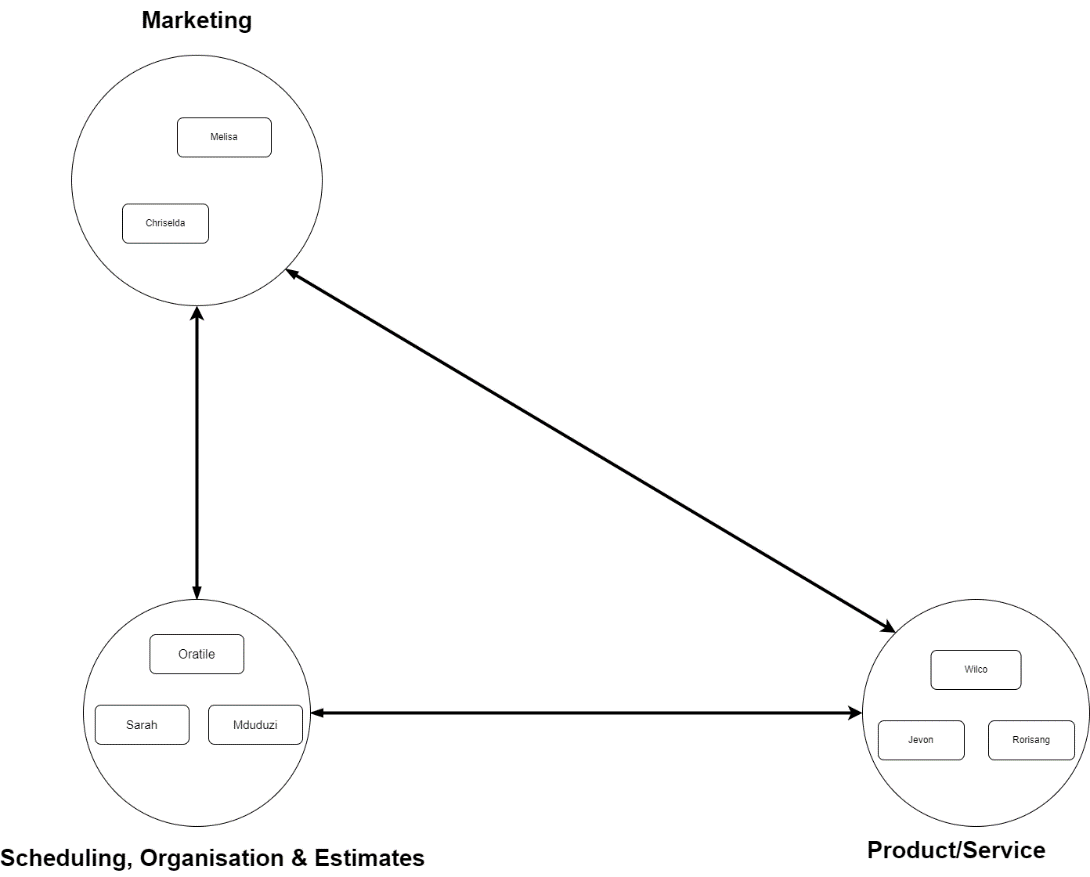 Marketing
Melisa
Chriselda
Oratile
Sarah
Mduduzi
Scheduling, Organisation & Estimates
Wilco
Jevon
Rorisang
Product/Service